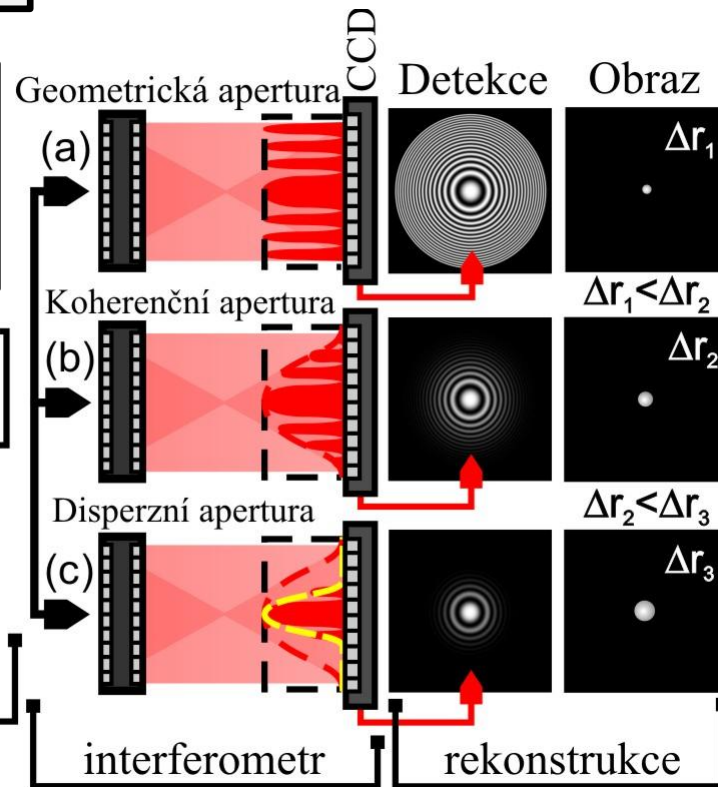 CCD
Geometrická apertura
Detekce
Obraz
(a)
Δr₁
Δr₁<Δr₂
Koherenční apertura
(b)
Δr₂
Δr₂<Δr₃
Disperzní apertura
(c)
Δr₃
interferometr
rekonstrukce